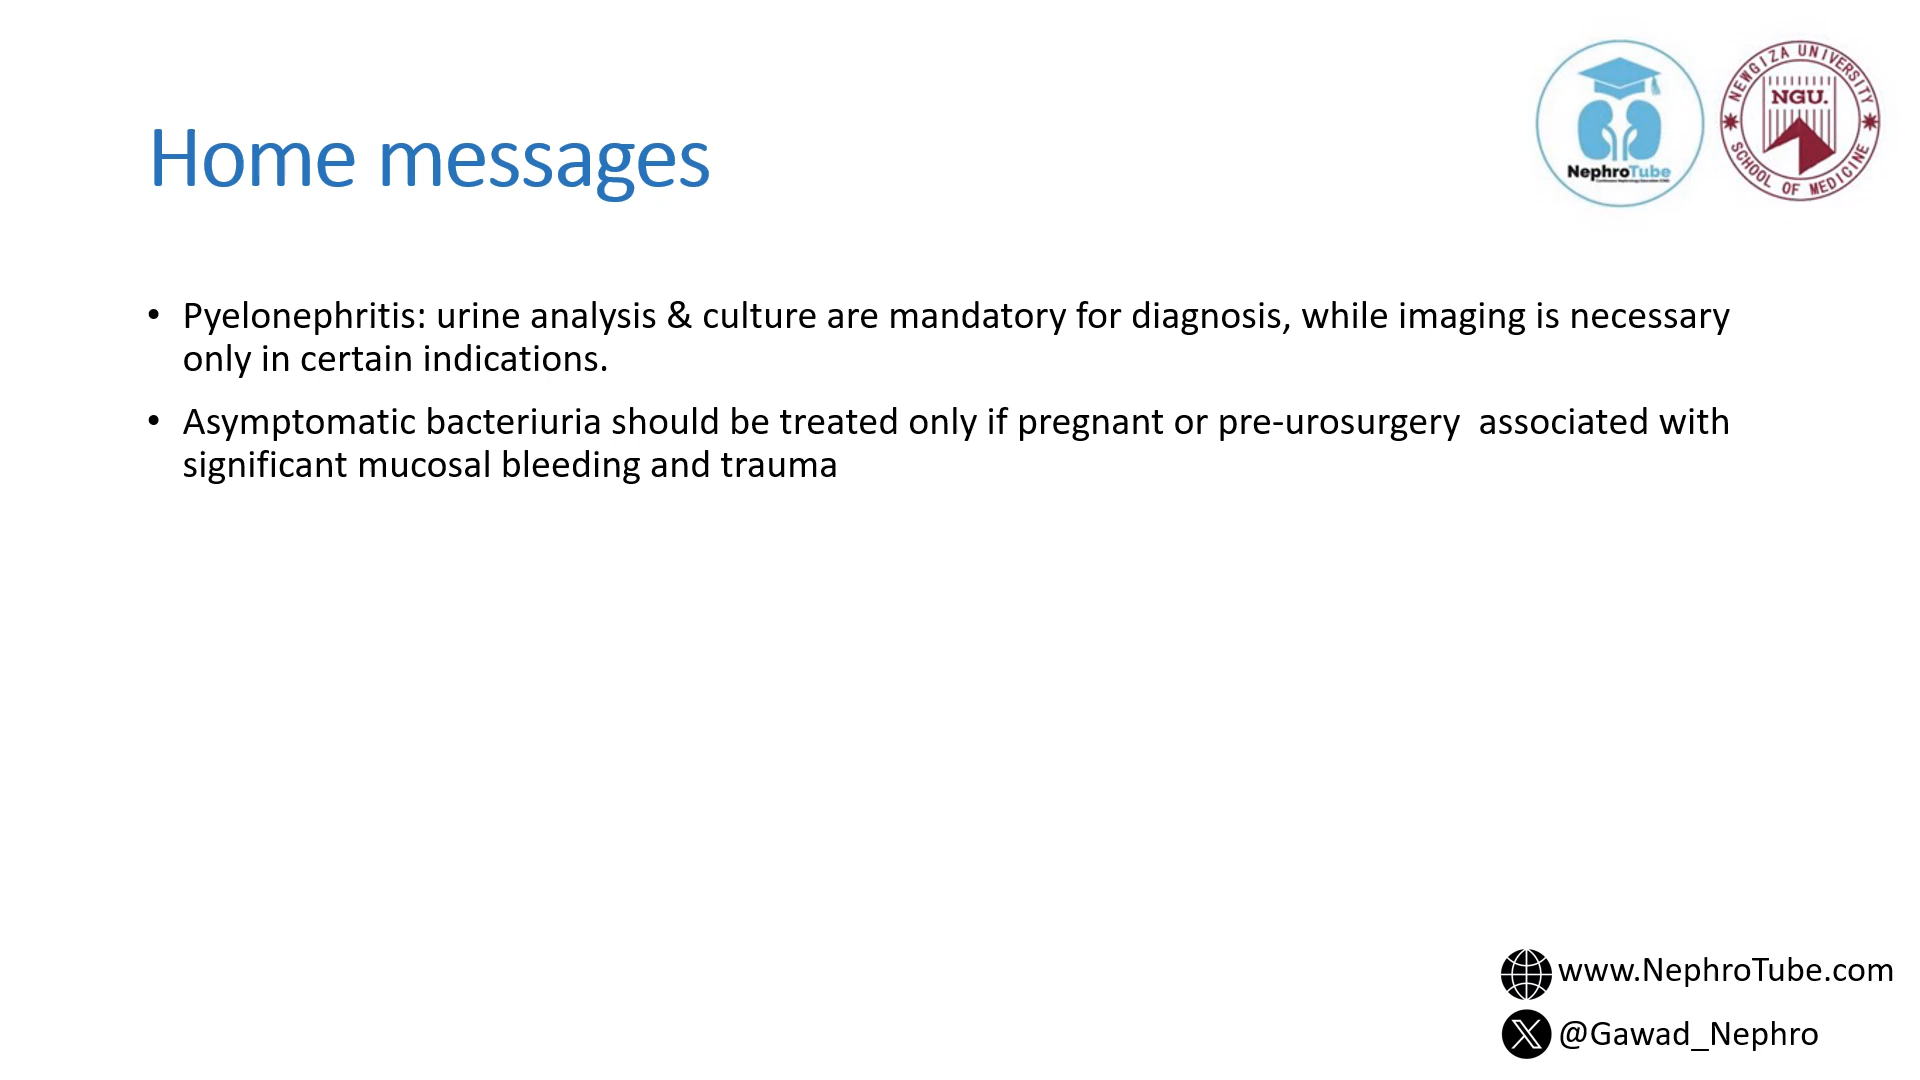 Home messages
NephroTube
NEWGIZA UNIVERSITY
NGU.
SCHOOL OF MEDICINE
• Pyelonephritis: urine analysis & culture are mandatory for diagnosis, while imaging is necessary
only in certain indications.
• Asymptomatic bacteriuria should be treated only if pregnant or pre-urosurgery  associated with
significant mucosal bleeding and trauma
www.NephroTube.com
@Gawad_Nephro